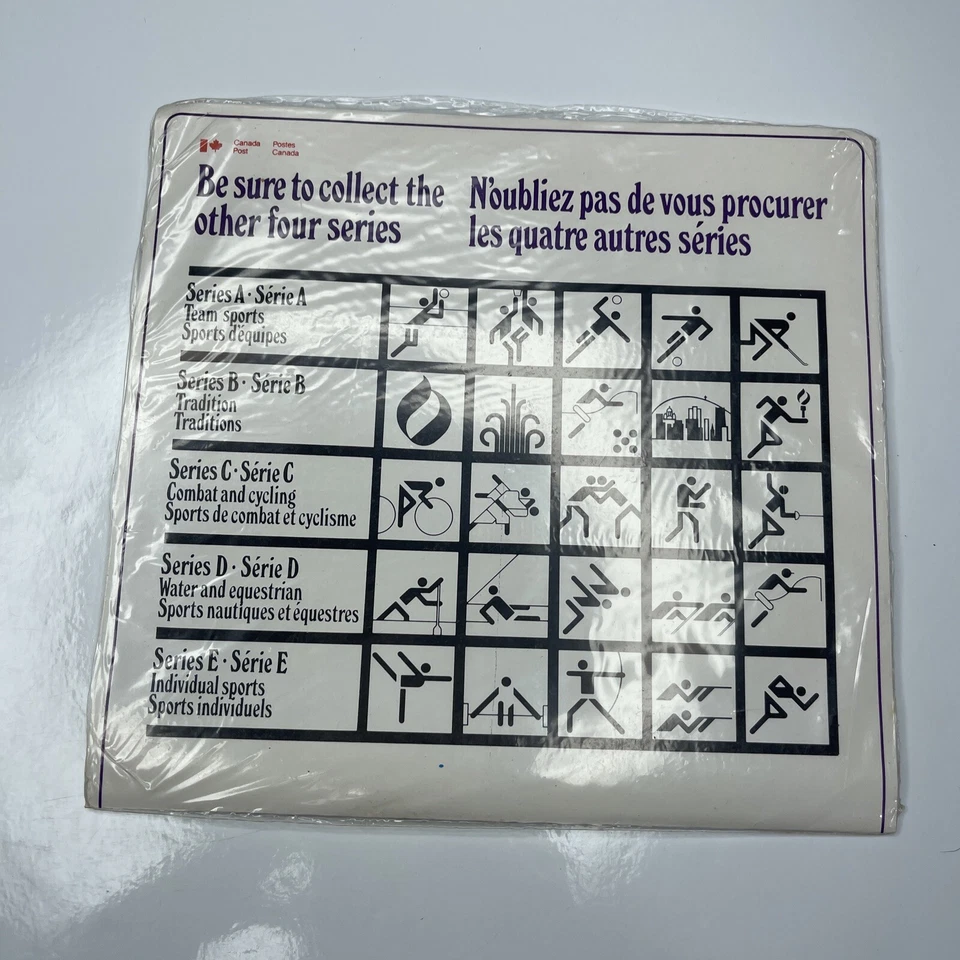 Canada Post
Postes Canada
Be sure to collect the
other four series
N'oubliez pas de vous procurer
les quatre autres séries
Series A · Série A
Team sports
Sports d'équipes
Series B · Série B
Tradition
Traditions
Series C · Série C
Combat and cycling
Sports de combat et cyclisme
Series D · Série D
Water and equestrian
Sports nautiques et équestres
Series E · Série E
Individual sports
Sports individuels